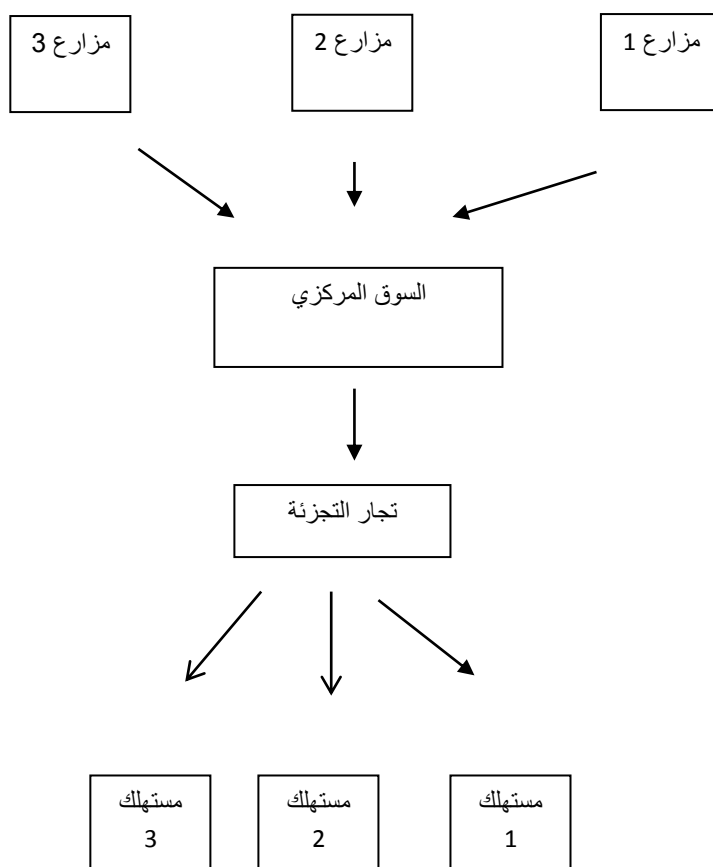 مزارع 1
مزارع 2
مزارع 3
السوق المركزي
تجار التجزئة
مستهلك
1
مستهلك
2
مستهلك
3